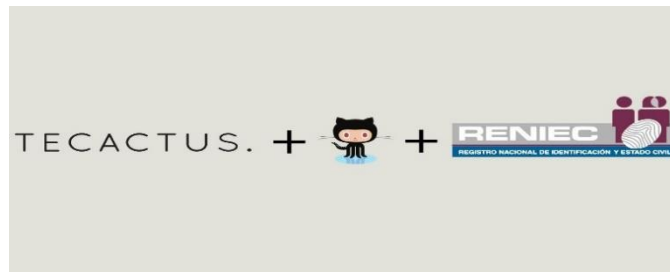 TECACTUS. + +
RENIEC
REGISTRO NACIONAL DE IDENTIFICACIÓN Y ESTADO CIVIL